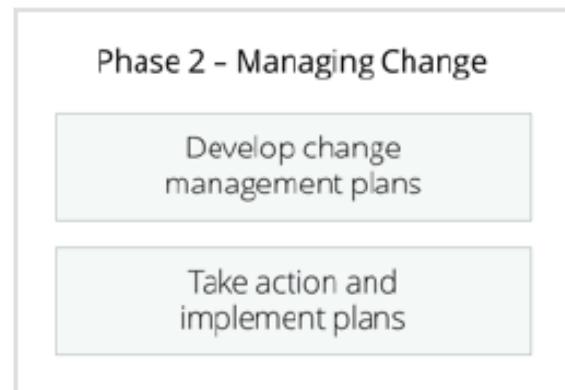 Phase 2 – Managing Change
Develop change
management plans
Take action and
implement plans